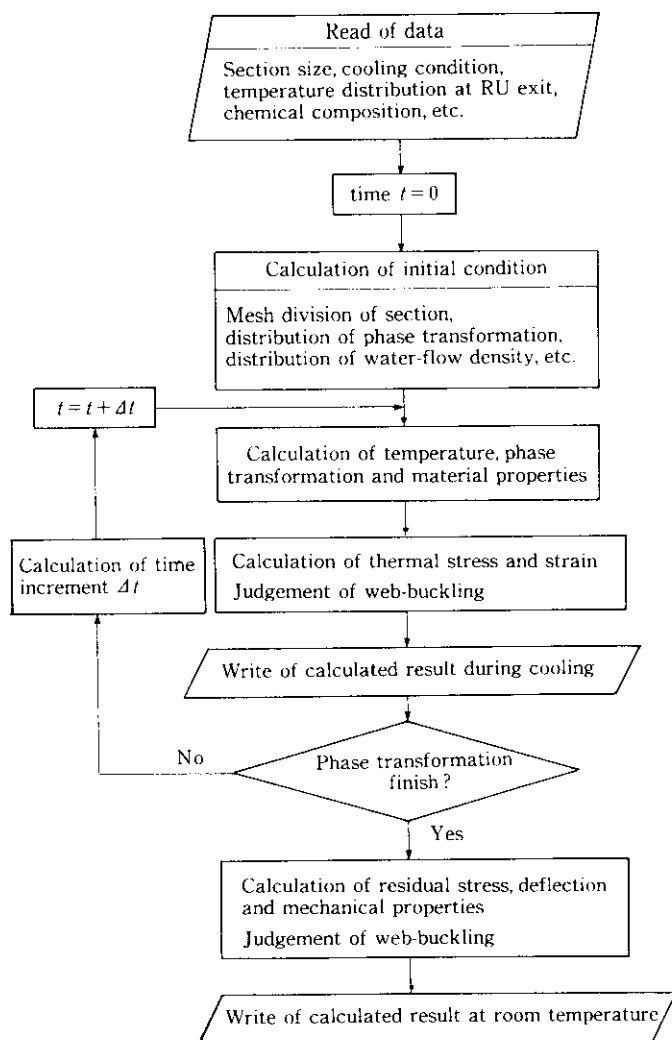 Read of data
Section size, cooling condition,
temperature distribution at RU exit,
chemical composition, etc.
time t=0
Calculation of initial condition
Mesh division of section,
distribution of phase transformation,
distribution of water-flow density, etc.
t=t+Δt
Calculation of temperature, phase
transformation and material properties
Calculation of time
increment Δt
Calculation of thermal stress and strain
Judgement of web-buckling
Write of calculated result during cooling
No
Phase transformation
finish?
Yes
Calculation of residual stress, deflection
and mechanical properties
Judgement of web-buckling
Write of calculated result at room temperature